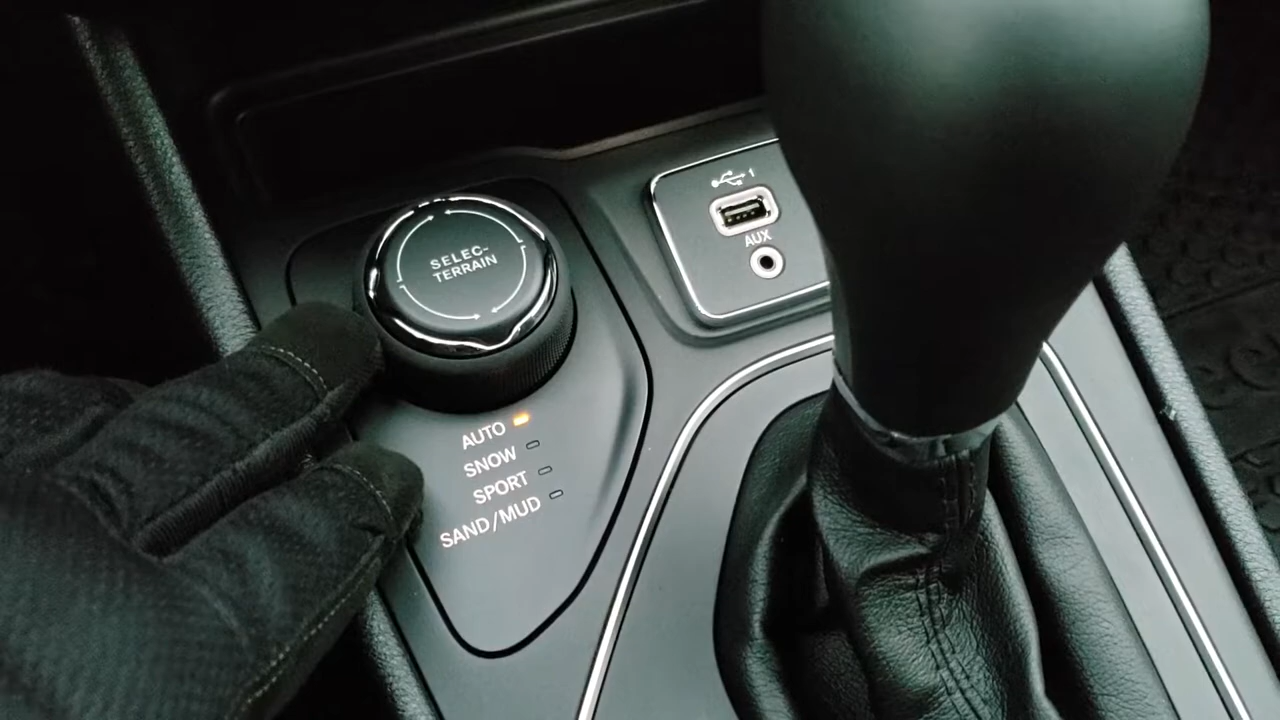 SELEC-
TERRAIN
1
AUX
AUTO
SNOW
SPORT
SAND/MUD